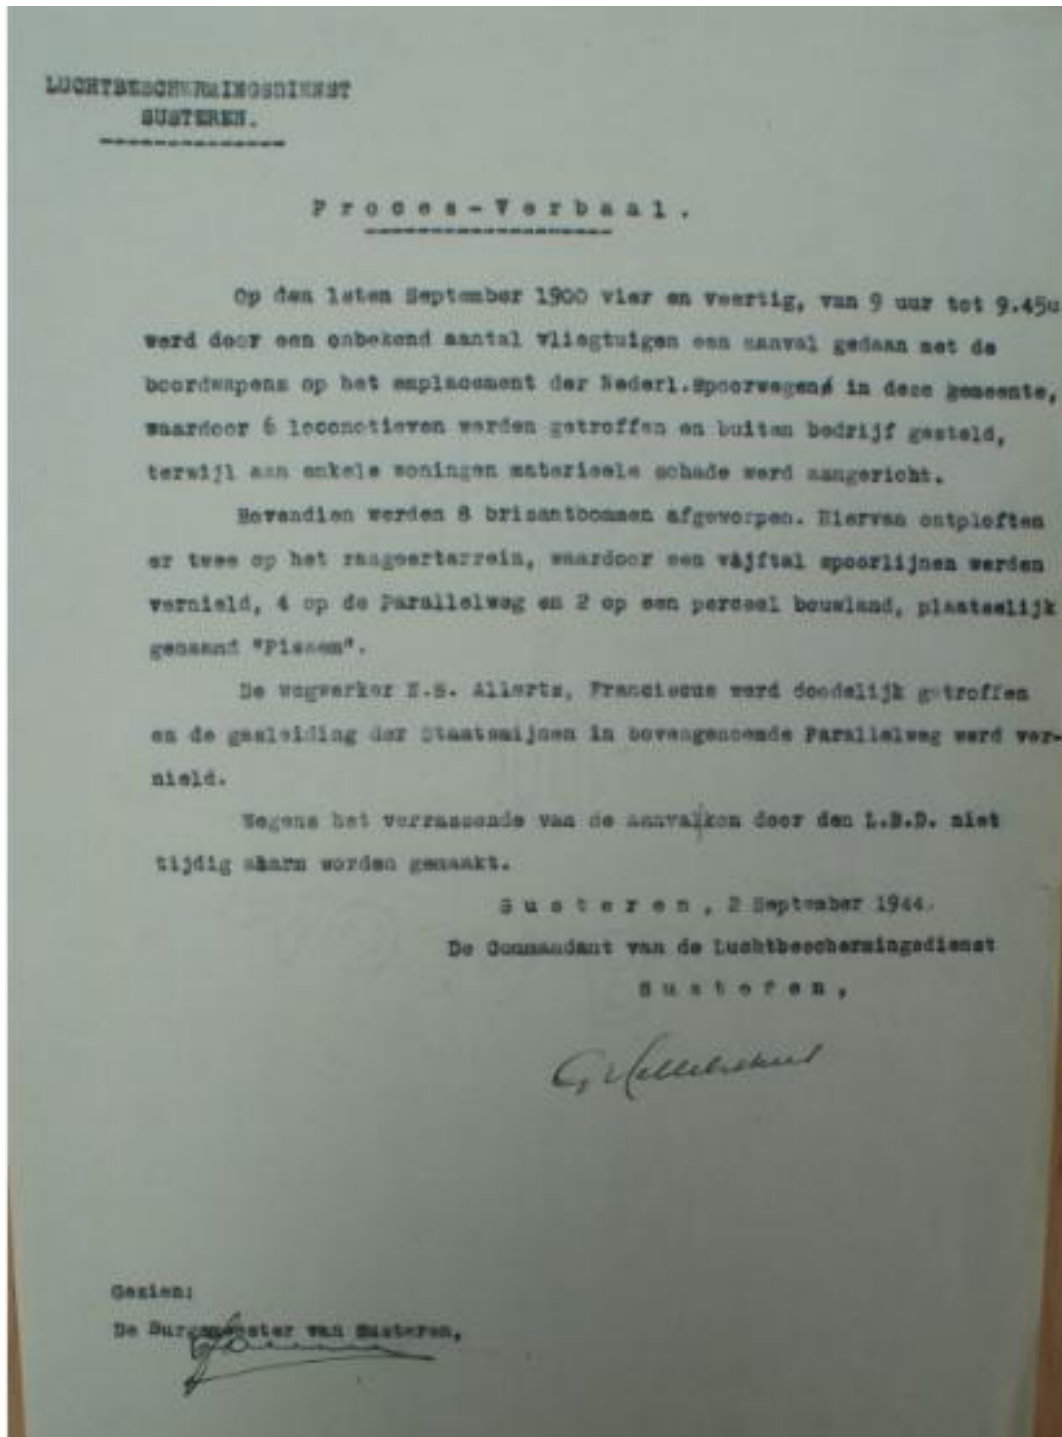 LUCHTBESCHERMINGSDIENST
SUSTEREN.
Proces-Verbaal.
Op den 1sten September 1900 vier en veertig, van 9 uur tot 9.45u
werd door een onbekend aantal vliegtuigen een aanval gedaan met de
boordwapens op het emplacement der Nederl.Spoorwegen in deze gemeente,
waardoor 6 locomotieven werden getroffen en buiten bedrijf gesteld,
terwijl aan enkele woningen materieele schade werd aangericht.
Bovendien werden 8 brisantbommen afgeworpen. Hiervan ontploften
er twee op het rangeerterrein, waardoor een vijftal spoorlijnen werden
vernield, 4 op de Parallelweg en 2 op een perceel bouwland, plaatselijk
genaamd "Pissem".
De wegwerker N.S. Allerts, Franciscus werd doodelijk getroffen
en de gasleiding der Staatsmijnen in bovengenoemde Parallelweg werd ver-
nield.
Wegens het verrassende van de aanval kon door den L.B.D. niet
tijdig alarm worden gemaakt.
Susteren, 2 September 1944.
De Commandant van de Luchtbeschermingsdienst
Susteren,
Gezien:
De Burgemeester van Susteren,